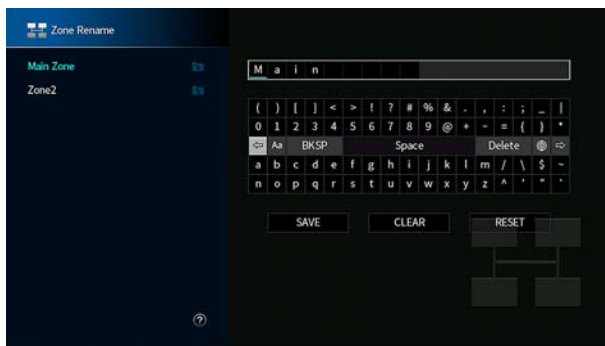 Zone Rename
Main Zone
Zone2
M a i n
( ) [ ] < > ! ? # % & . , : ; _ |
0 1 2 3 4 5 6 7 8 9 @ + - = { } *
⇦ Aa BKSP Space Delete ⇨
a b c d e f g h i j k l m / \ $ ~
n o p q r s t u v w x y z ^ ' " `
SAVE CLEAR RESET
?